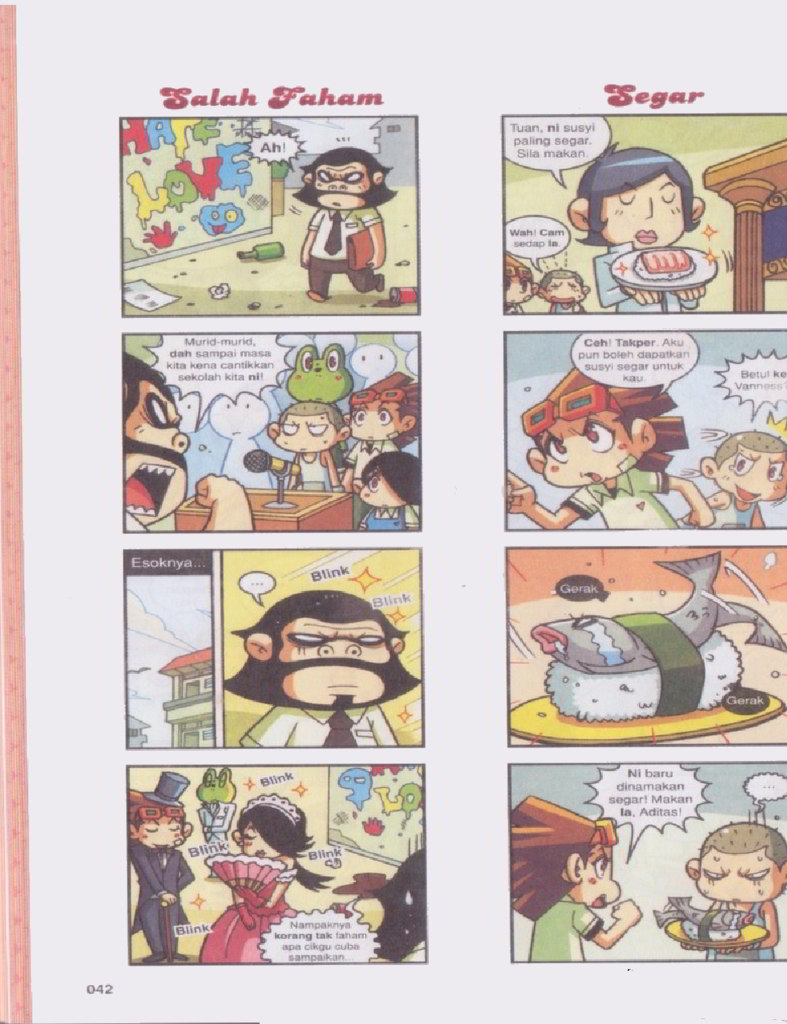 Salah Faham
HATE
LOVE
Ah!
...
Murid-murid,
dah sampai masa
kita kena cantikkan
sekolah kita ni!
Esoknya...
...
Blink
Blink
Blink
Blink
Blink
Blink
LO
Nampaknya
korang tak faham
apa cikgu cuba
sampaikan...
Segar
Tuan, ni susyi
paling segar.
Sila makan.
Wah! Cam
sedap la.
Ceh! Takper. Aku
pun boleh dapatkan
susyi segar untuk
kau.
Betul
Gerak
Gerak
Ni baru
dinamakan
segar! Makan
la, Aditas!
...
042